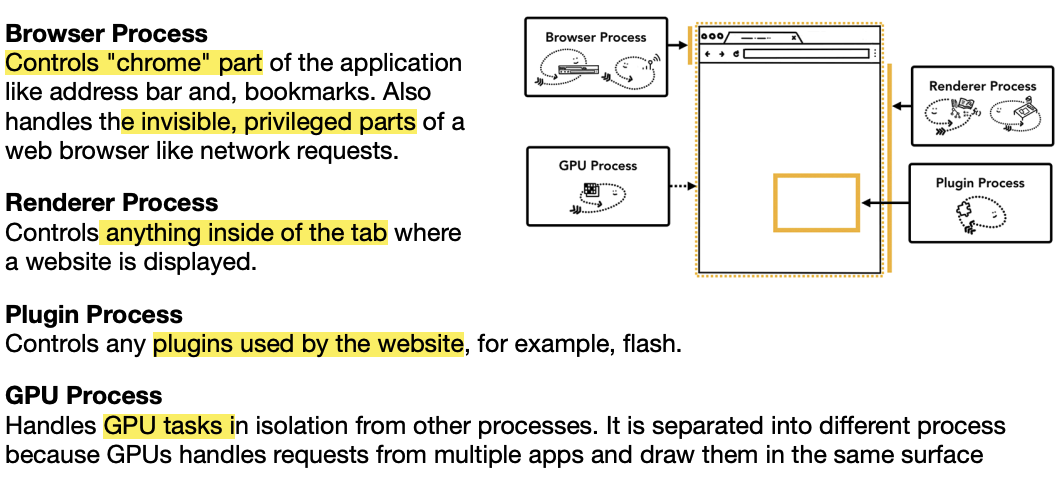 Browser Process
Controls "chrome" part of the application
like address bar and, bookmarks. Also
handles the invisible, privileged parts of a
web browser like network requests.
Renderer Process
Controls anything inside of the tab where
a website is displayed.
Plugin Process
Controls any plugins used by the website, for example, flash.
GPU Process
Handles GPU tasks in isolation from other processes. It is separated into different process
because GPUs handles requests from multiple apps and draw them in the same surface
Browser Process
Renderer Process
GPU Process
Plugin Process